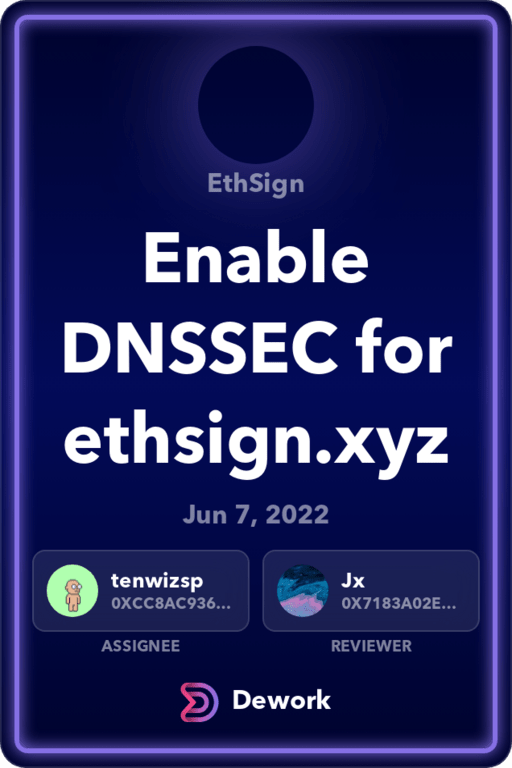 EthSign
Enable
DNSSEC for
ethsign.xyz
Jun 7, 2022
tenwizsp
0XCC8AC936...
Jx
0X7183A02E...
ASSIGNEE
REVIEWER
Dework